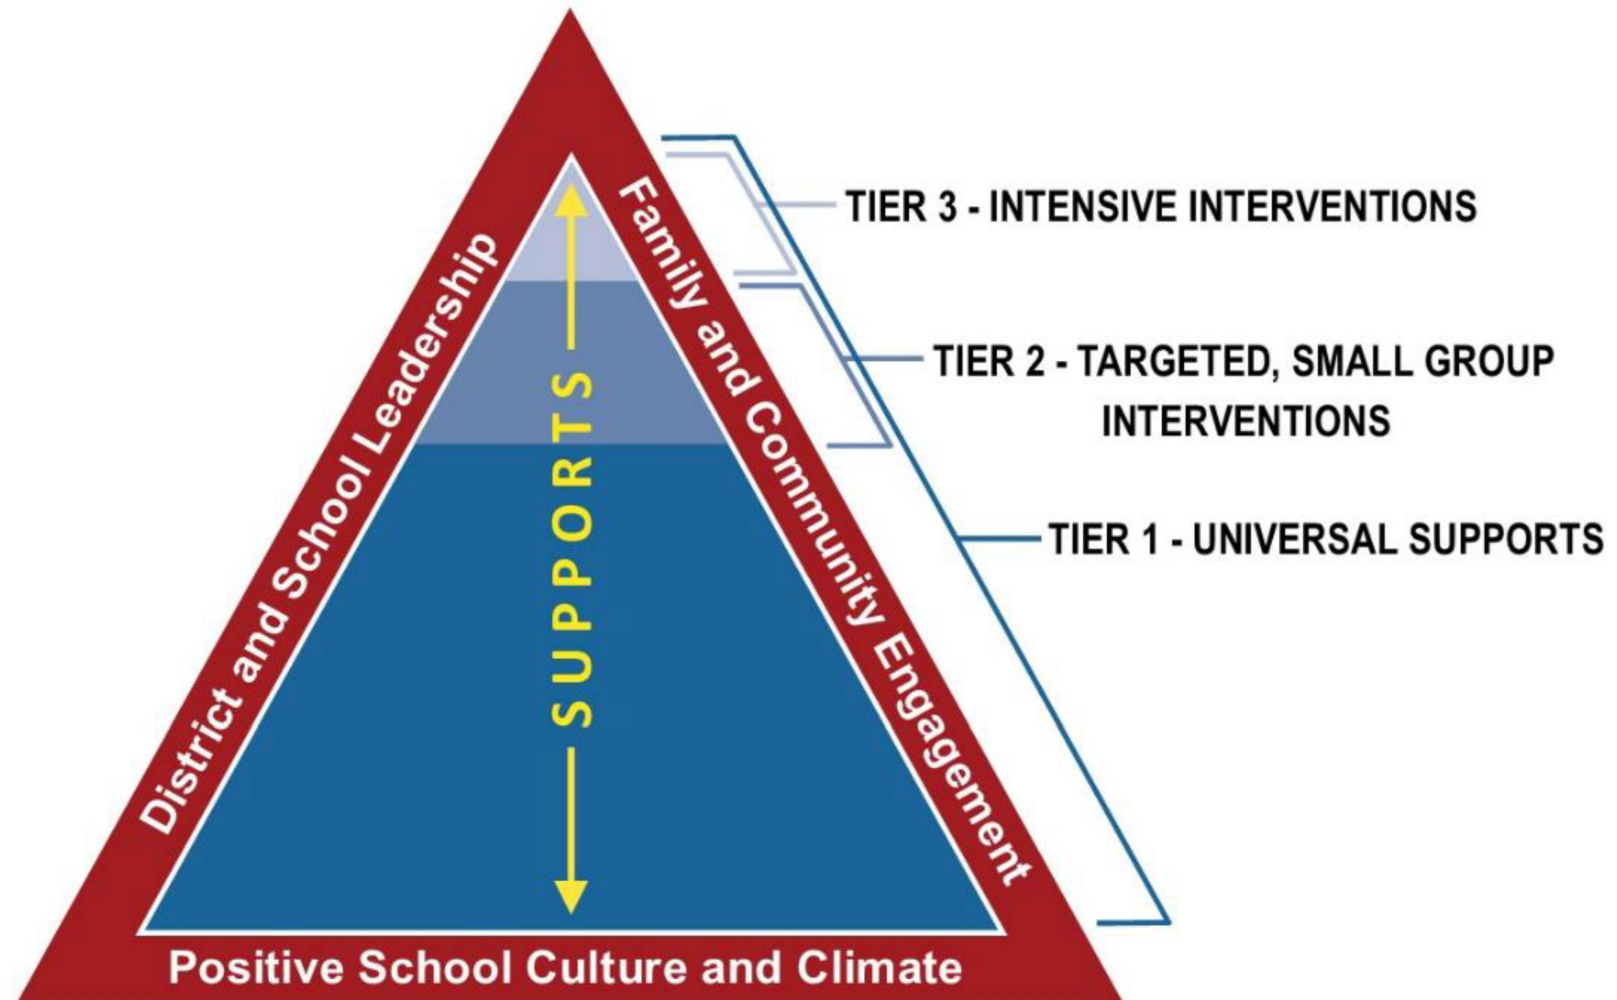 District and School Leadership
Family and Community Engagement
Positive School Culture and Climate
SUPPORTS
TIER 3 - INTENSIVE INTERVENTIONS
TIER 2 - TARGETED, SMALL GROUP
INTERVENTIONS
TIER 1 - UNIVERSAL SUPPORTS